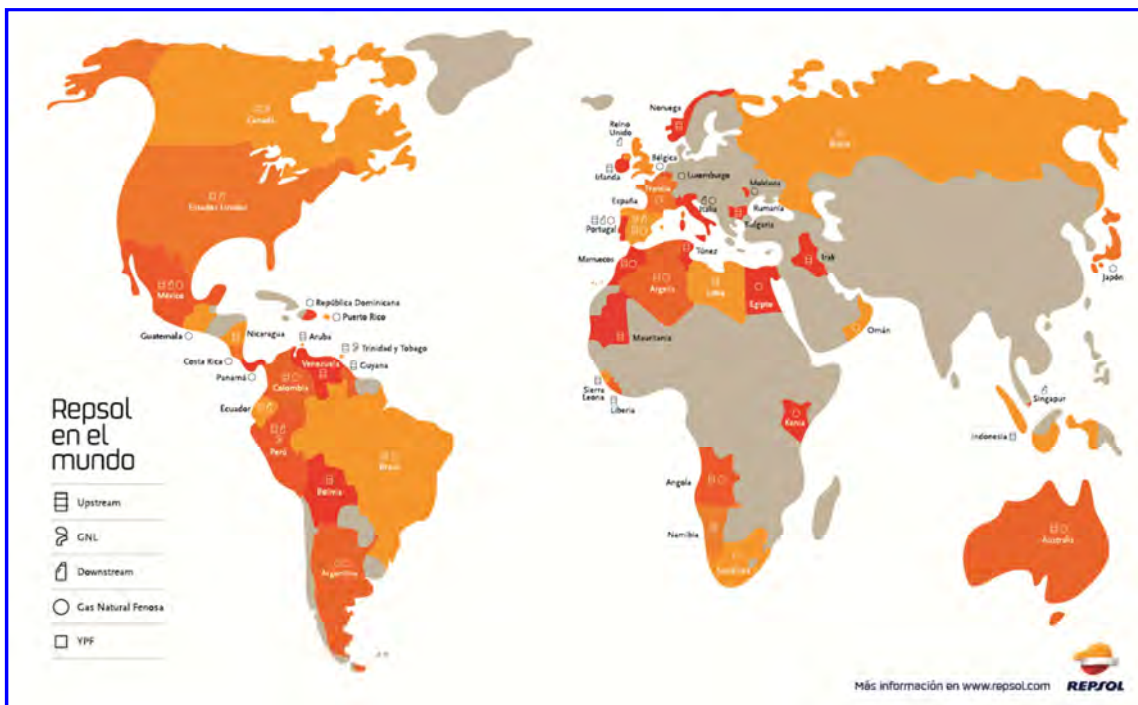 Noruega
Reino
Unido
Canadá
Rusia
Bélgica
Irlanda
Luxemburgo
Moldavia
Francia
Estados Unidos
España
Italia
Rumanía
Portugal
Bulgaria
Túnez
Marruecos
Irak
Japón
México
Argelia
Libia
Egipto
República Dominicana
Puerto Rico
Omán
Guatemala
Nicaragua
Aruba
Mauritania
Trinidad y Tobago
Costa Rica
Venezuela
Guyana
Panamá
Colombia
Sierra
Leona
Liberia
Singapur
Repsol
en el
mundo
Ecuador
Kenia
Indonesia
Perú
Brasil
Bolivia
Angola
Upstream
GNL
Namibia
Australia
Downstream
Argentina
Sudáfrica
Gas Natural Fenosa
YPF
Más información en www.repsol.com
REPSOL